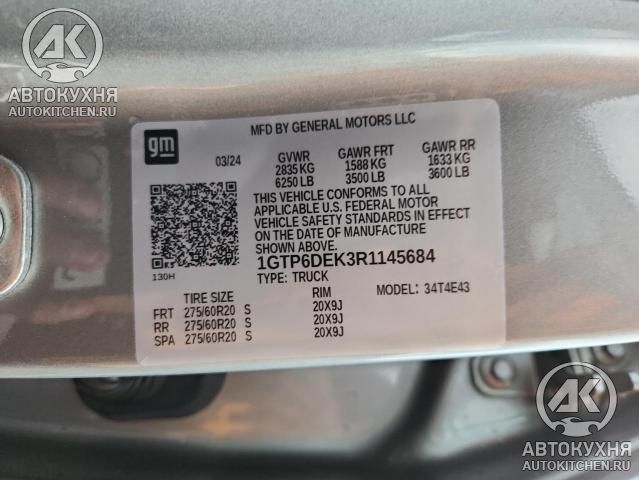 АК
АВТОКУХНЯ
AUTOKITCHEN.RU
MFD BY GENERAL MOTORS LLC
gm
03/24 GVWR GAWR FRT GAWR RR
2835 KG 1588 KG 1633 KG
6250 LB 3500 LB 3600 LB
THIS VEHICLE CONFORMS TO ALL
APPLICABLE U.S. FEDERAL MOTOR
VEHICLE SAFETY STANDARDS IN EFFECT
ON THE DATE OF MANUFACTURE
SHOWN ABOVE.
130H
1GTP6DEK3R1145684
TYPE: TRUCK MODEL: 34T4E43
TIRE SIZE RIM
FRT 275/60R20 S 20X9J
RR 275/60R20 S 20X9J
SPA 275/60R20 S 20X9J
АК
АВТОКУХНЯ
AUTOKITCHEN.RU